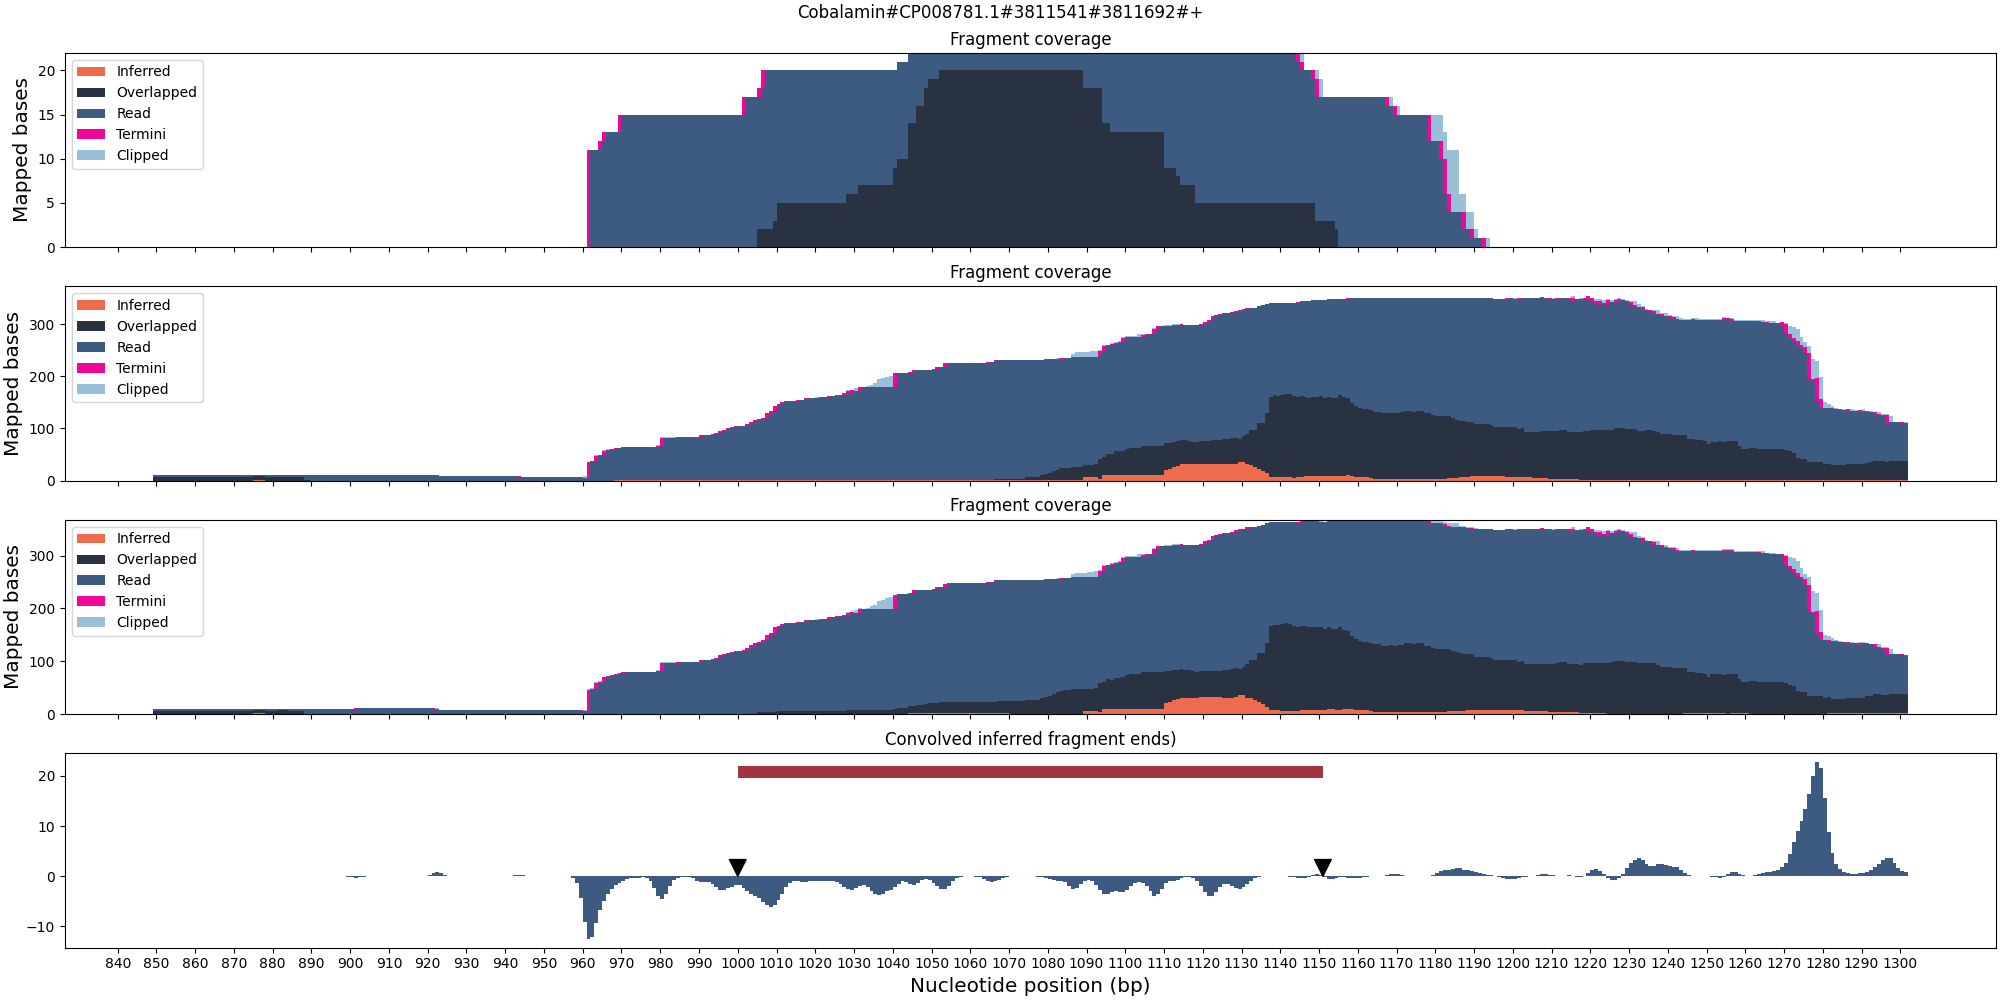 Cobalamin#CP008781.1#3811541#3811692#+
Fragment coverage
Mapped bases
20
15
10
5
0
Inferred
Overlapped
Read
Termini
Clipped
Fragment coverage
Mapped bases
300
200
100
0
Inferred
Overlapped
Read
Termini
Clipped
Fragment coverage
Mapped bases
300
200
100
0
Inferred
Overlapped
Read
Termini
Clipped
Convolved inferred fragment ends)
20
10
0
−10
840 850 860 870 880 890 900 910 920 930 940 950 960 970 980 990 1000 1010 1020 1030 1040 1050 1060 1070 1080 1090 1100 1110 1120 1130 1140 1150 1160 1170 1180 1190 1200 1210 1220 1230 1240 1250 1260 1270 1280 1290 1300
Nucleotide position (bp)